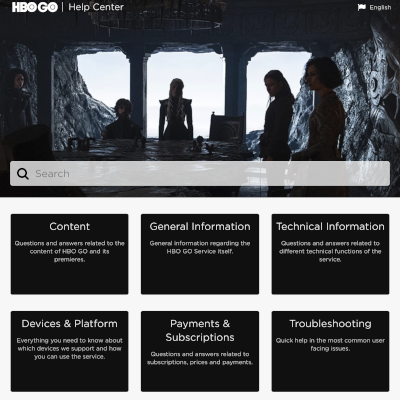 HBO GO | Help Center
English
Search
Content
Questions and answers related to the
content of HBO GO and its
premieres.
General Information
General information regarding the
HBO GO Service itself.
Technical Information
Questions and answers related to
different technical functions of the
service.
Devices & Platform
Everything you need to know about
which devices we support and how
you can use the service.
Payments &
Subscriptions
Questions and answers related to
subscriptions, prices and payments.
Troubleshooting
Quick help in the most common user
facing issues.